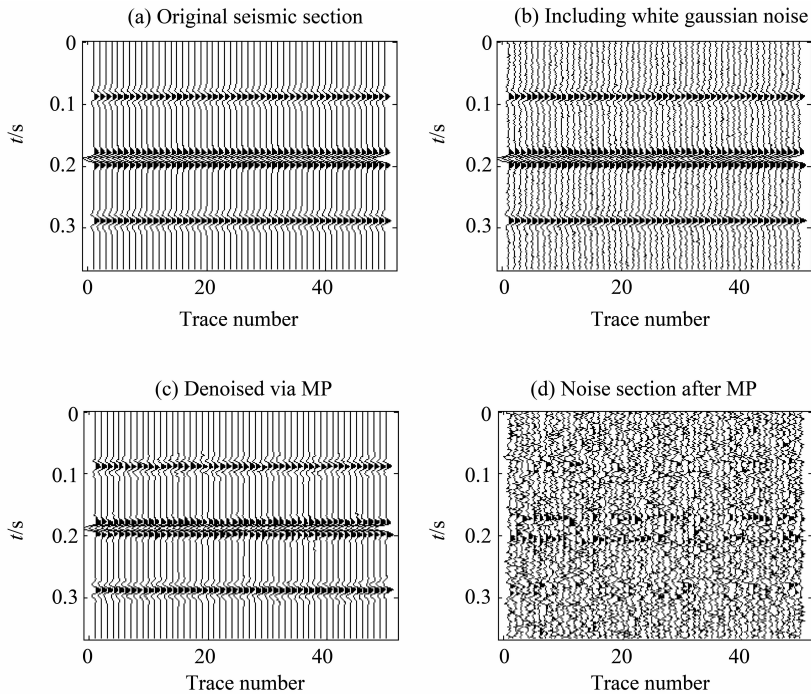 (a) Original seismic section
0
0.1
0.2
0.3
t/s
0
20
40
Trace number
(b) Including white gaussian noise
0
0.1
0.2
0.3
t/s
0
20
40
Trace number
(c) Denoised via MP
0
0.1
0.2
0.3
t/s
0
20
40
Trace number
(d) Noise section after MP
0
0.1
0.2
0.3
t/s
0
20
40
Trace number